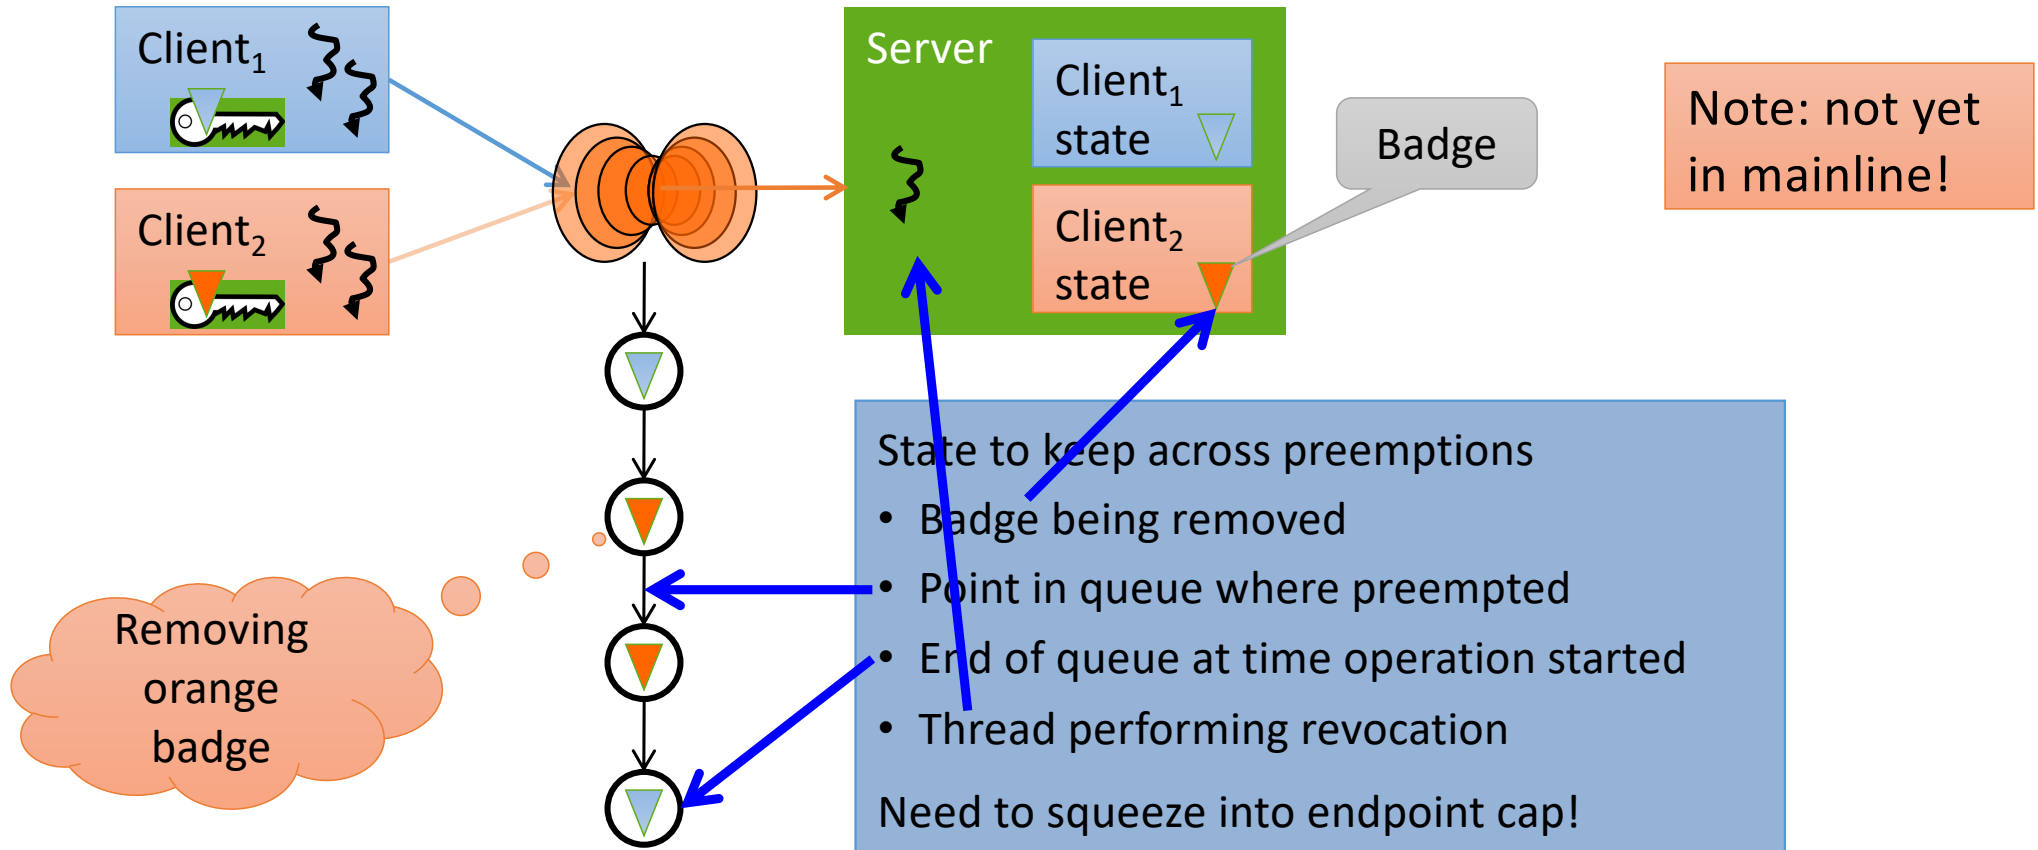 Client₁
Client₂
Server
Client₁
state
Client₂
state
Badge
Note: not yet
in mainline!
Removing
orange
badge
State to keep across preemptions
• Badge being removed
• Point in queue where preempted
• End of queue at time operation started
• Thread performing revocation
Need to squeeze into endpoint cap!